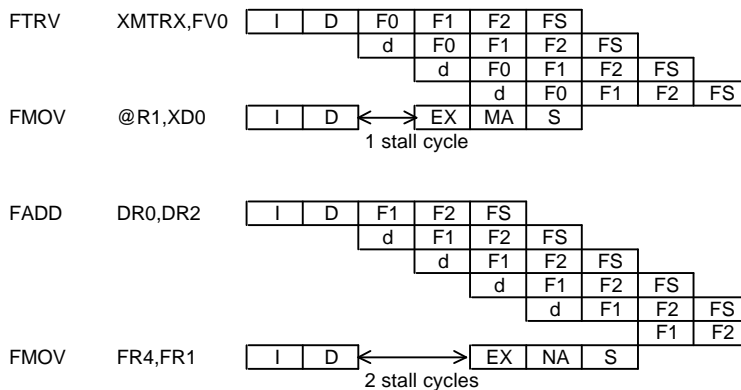 FTRV XMTRX,FV0 I D F0 F1 F2 FS
d F0 F1 F2 FS
d F0 F1 F2 FS
d F0 F1 F2 FS
FMOV @R1,XD0 I D EX MA S
1 stall cycle
FADD DR0,DR2 I D F1 F2 FS
d F1 F2 FS
d F1 F2 FS
d F1 F2 FS
d F1 F2 FS
F1 F2
FMOV FR4,FR1 I D EX NA S
2 stall cycles